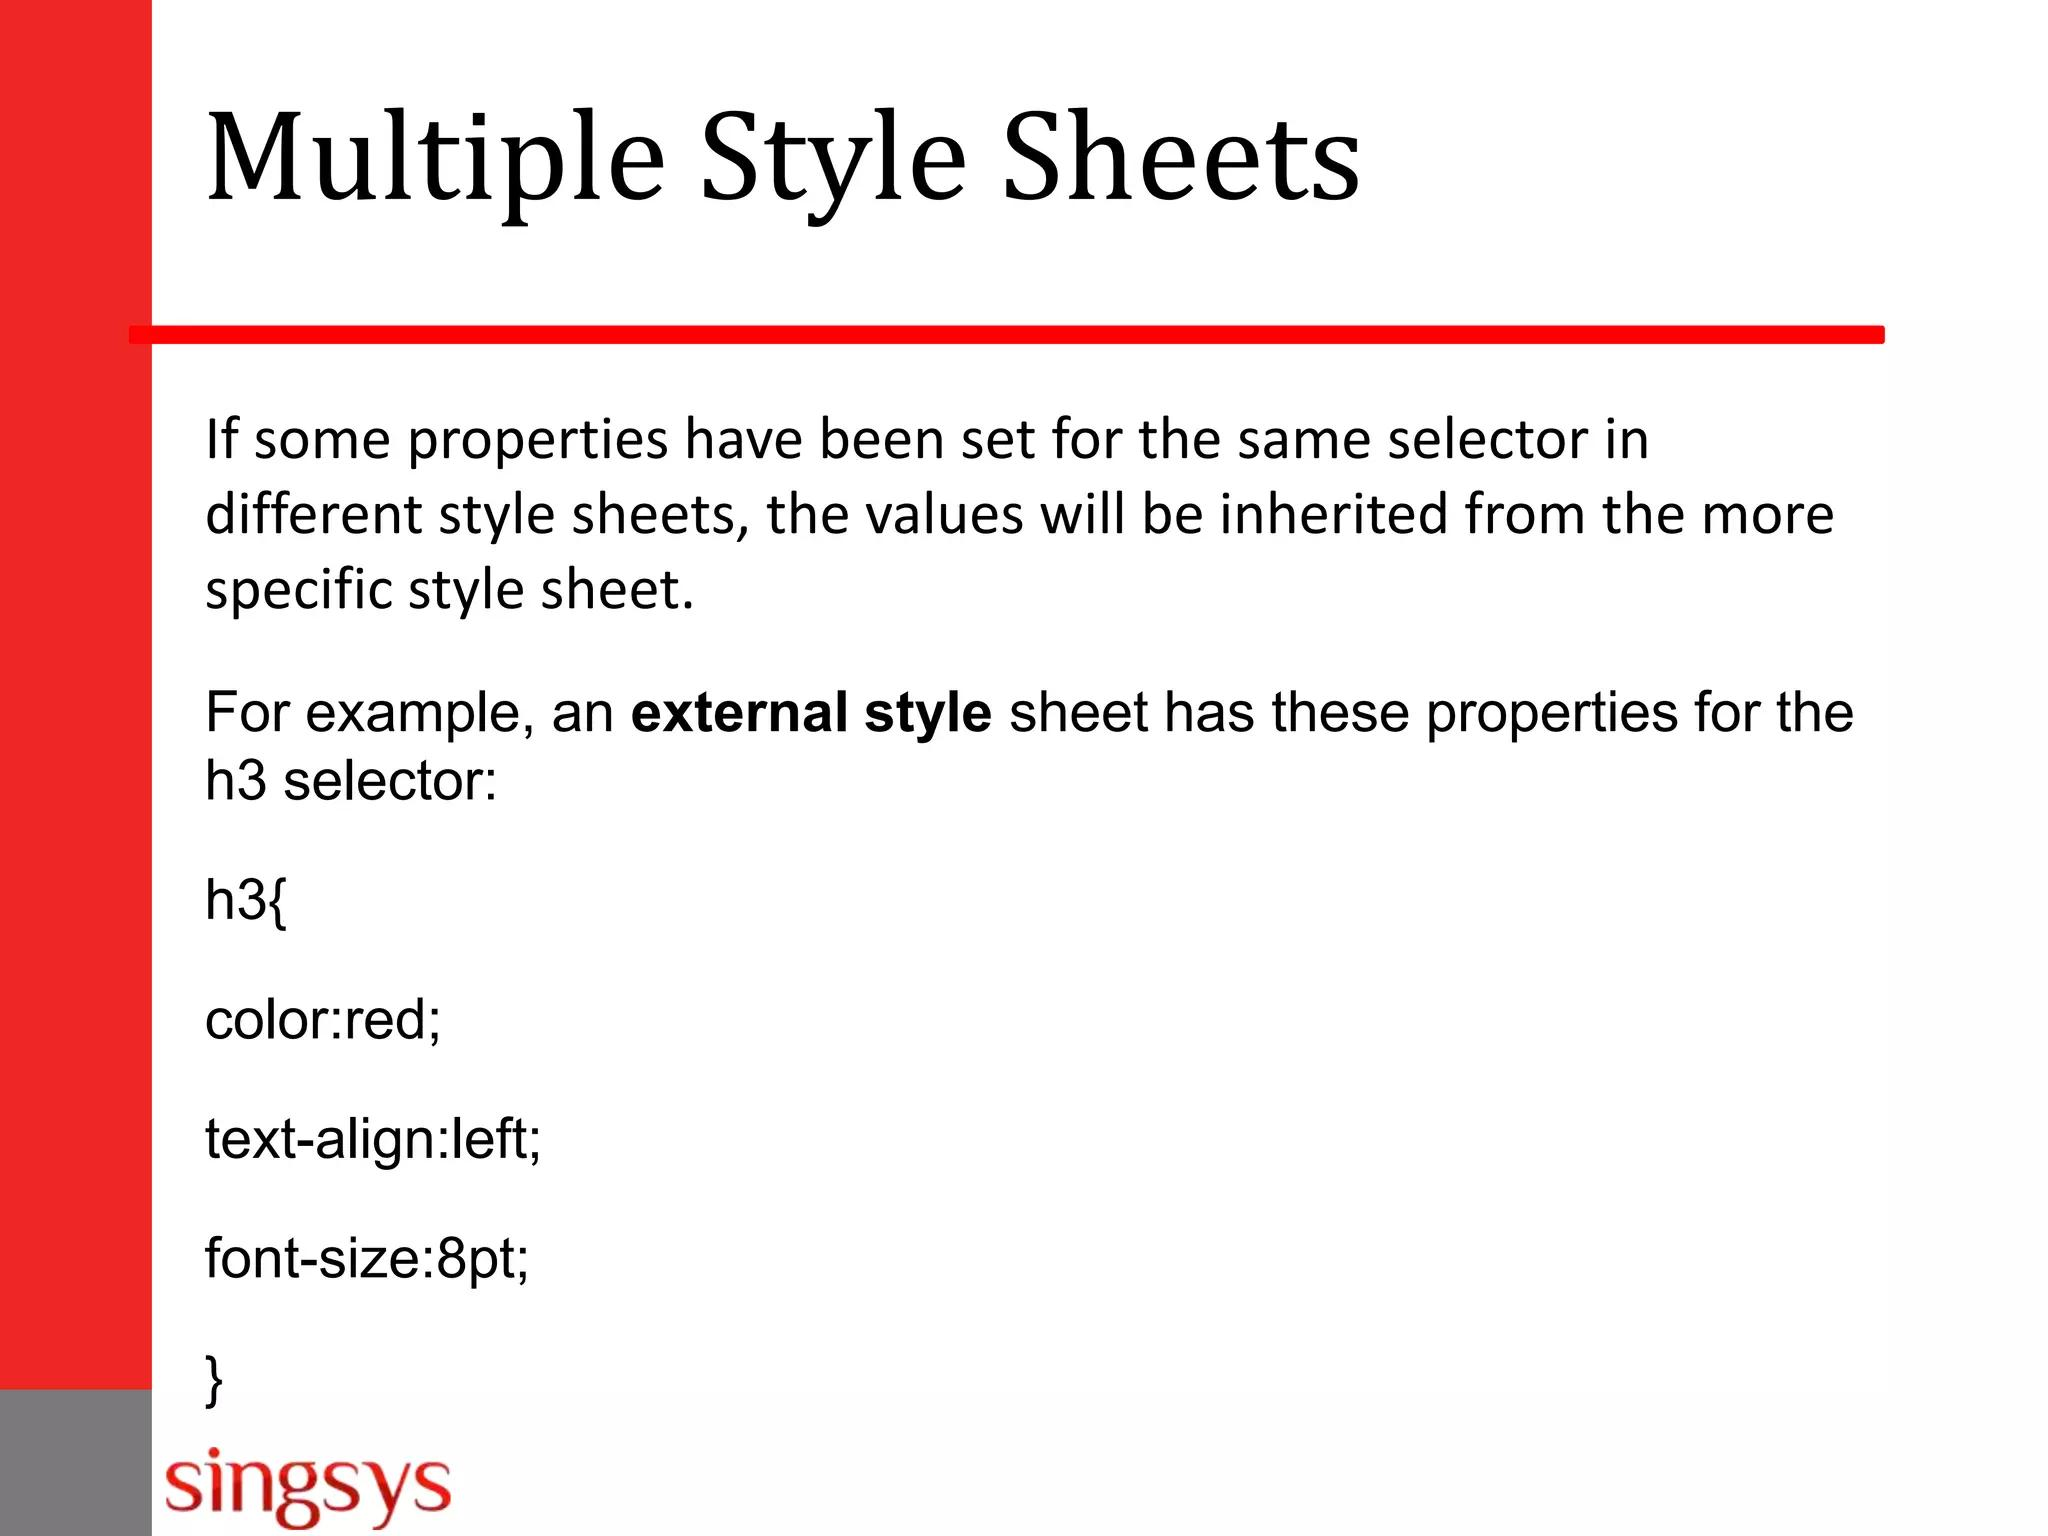 Multiple Style Sheets
If some properties have been set for the same selector in
different style sheets, the values will be inherited from the more
specific style sheet.
For example, an external style sheet has these properties for the
h3 selector:
h3{
color:red;
text-align:left;
font-size:8pt;
}
singsys